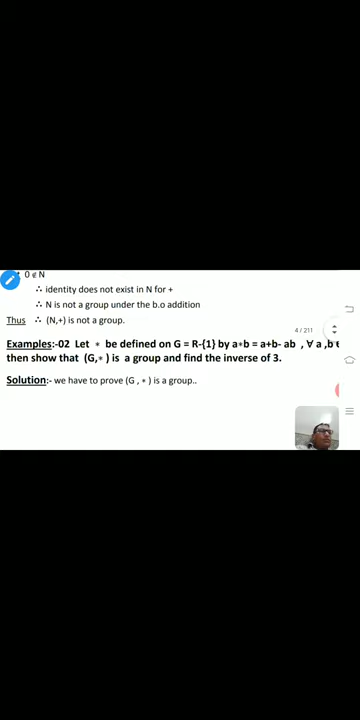 0 ∉ N
∴ identity does not exist in N for +
∴ N is not a group under the b.o addition
Thus ∴ (N,+) is not a group.
4 / 211
Examples:-02 Let * be defined on G = R-{1} by a*b = a+b- ab , ∀ a ,b
then show that (G,* ) is a group and find the inverse of 3.
Solution:- we have to prove (G , * ) is a group..